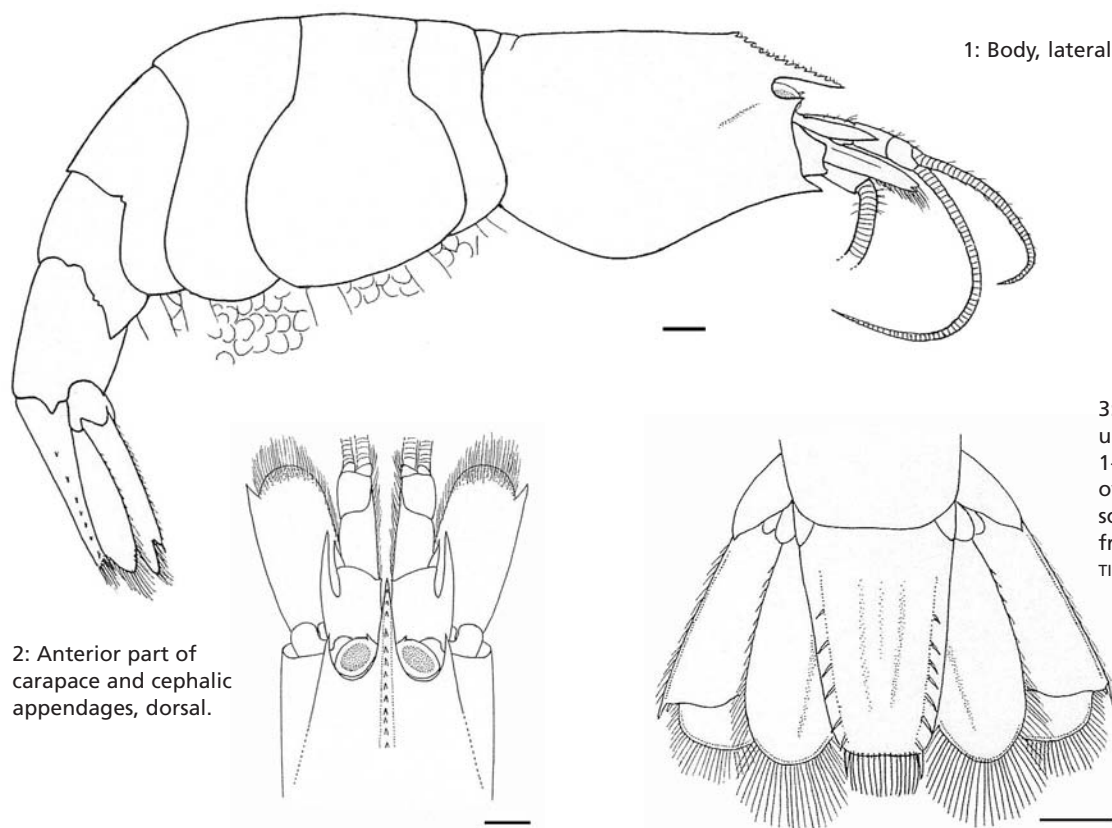 1: Body, lateral
2: Anterior part of
carapace and cephalic
appendages, dorsal.